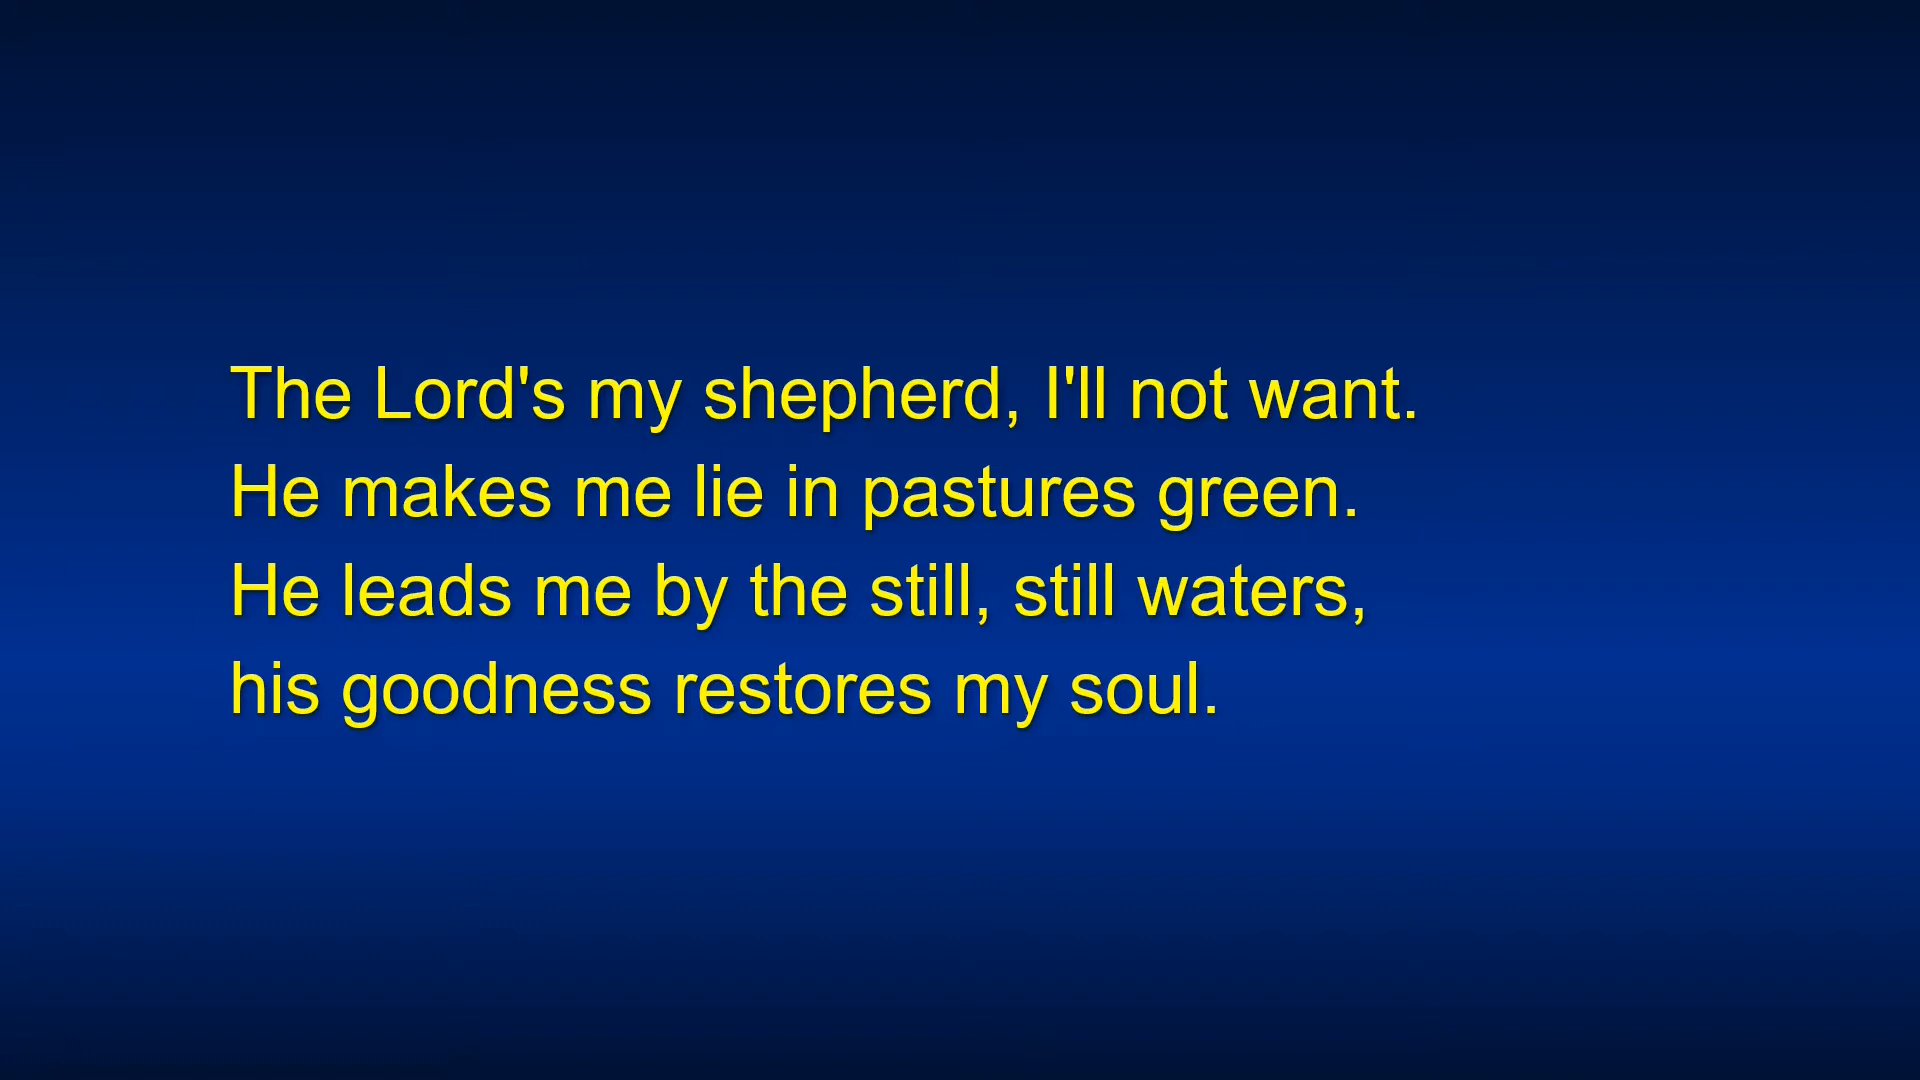 The Lord's my shepherd, I'll not want.
He makes me lie in pastures green.
He leads me by the still, still waters,
his goodness restores my soul.